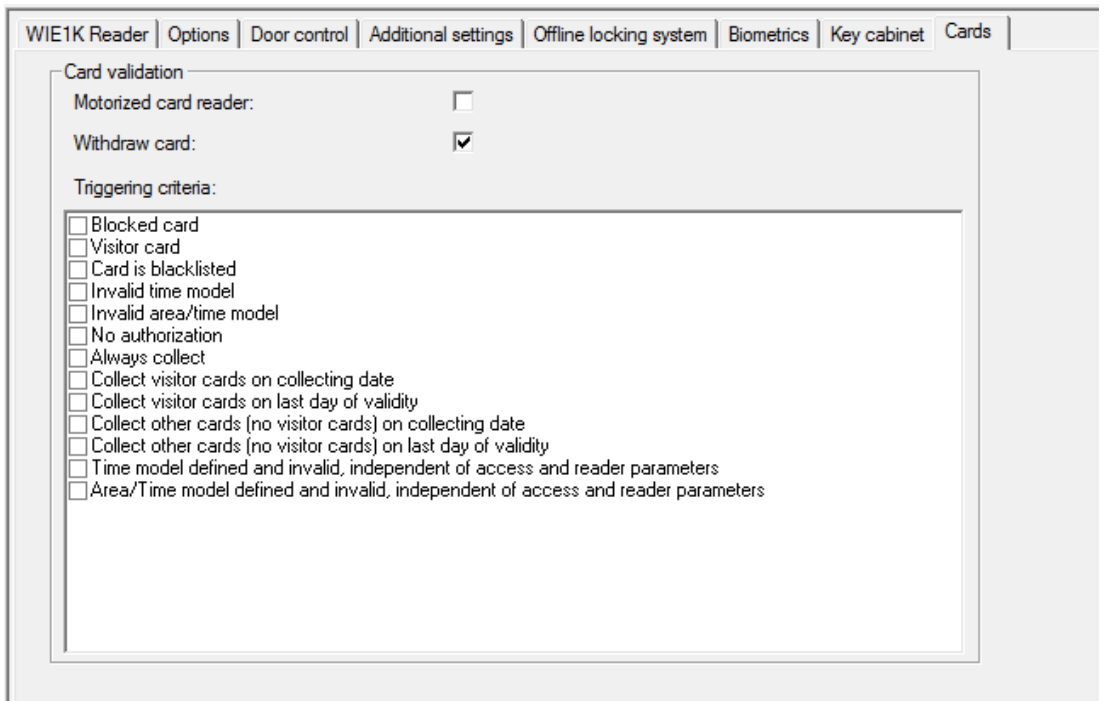 WIE1K Reader Options Door control Additional settings Offline locking system Biometrics Key cabinet Cards
Card validation
Motorized card reader:
Withdraw card:
Triggering criteria:
Blocked card
Visitor card
Card is blacklisted
Invalid time model
Invalid area/time model
No authorization
Always collect
Collect visitor cards on collecting date
Collect visitor cards on last day of validity
Collect other cards (no visitor cards) on collecting date
Collect other cards (no visitor cards) on last day of validity
Time model defined and invalid, independent of access and reader parameters
Area/Time model defined and invalid, independent of access and reader parameters